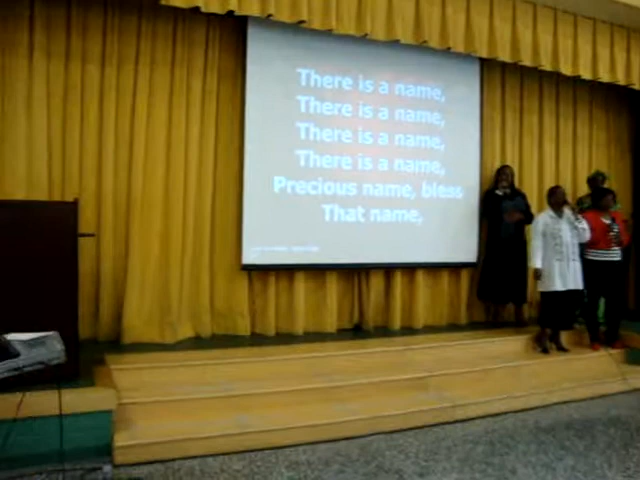 There is a name,
There is a name,
There is a name,
There is a name,
Precious name, bless
That name,